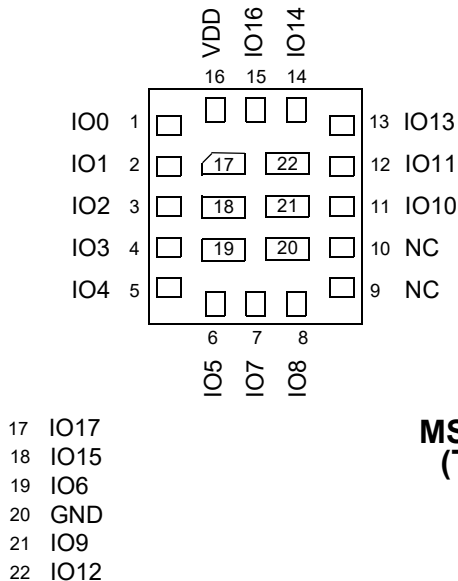 VDD IO16 IO14
16 15 14
IO0 1 13 IO13
IO1 2 17 22 12 IO11
IO2 3 18 21 11 IO10
IO3 4 19 20 10 NC
IO4 5 9 NC
6 7 8
IO5 IO7 IO8
17 IO17
18 IO15
19 IO6
20 GND
21 IO9
22 IO12
MS
(T